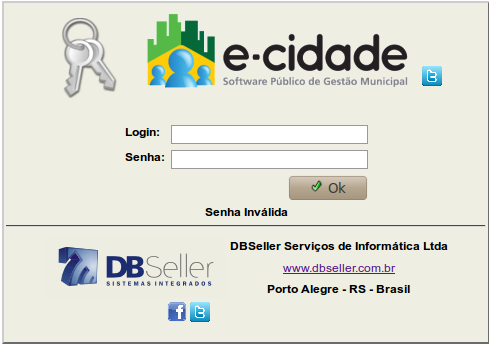 e-cidade
Software Público de Gestão Municipal
Login:
Senha:
Ok
Senha Inválida
DBSeller
SISTEMAS INTEGRADOS
DBSeller Serviços de Informática Ltda
www.dbseller.com.br
Porto Alegre - RS - Brasil